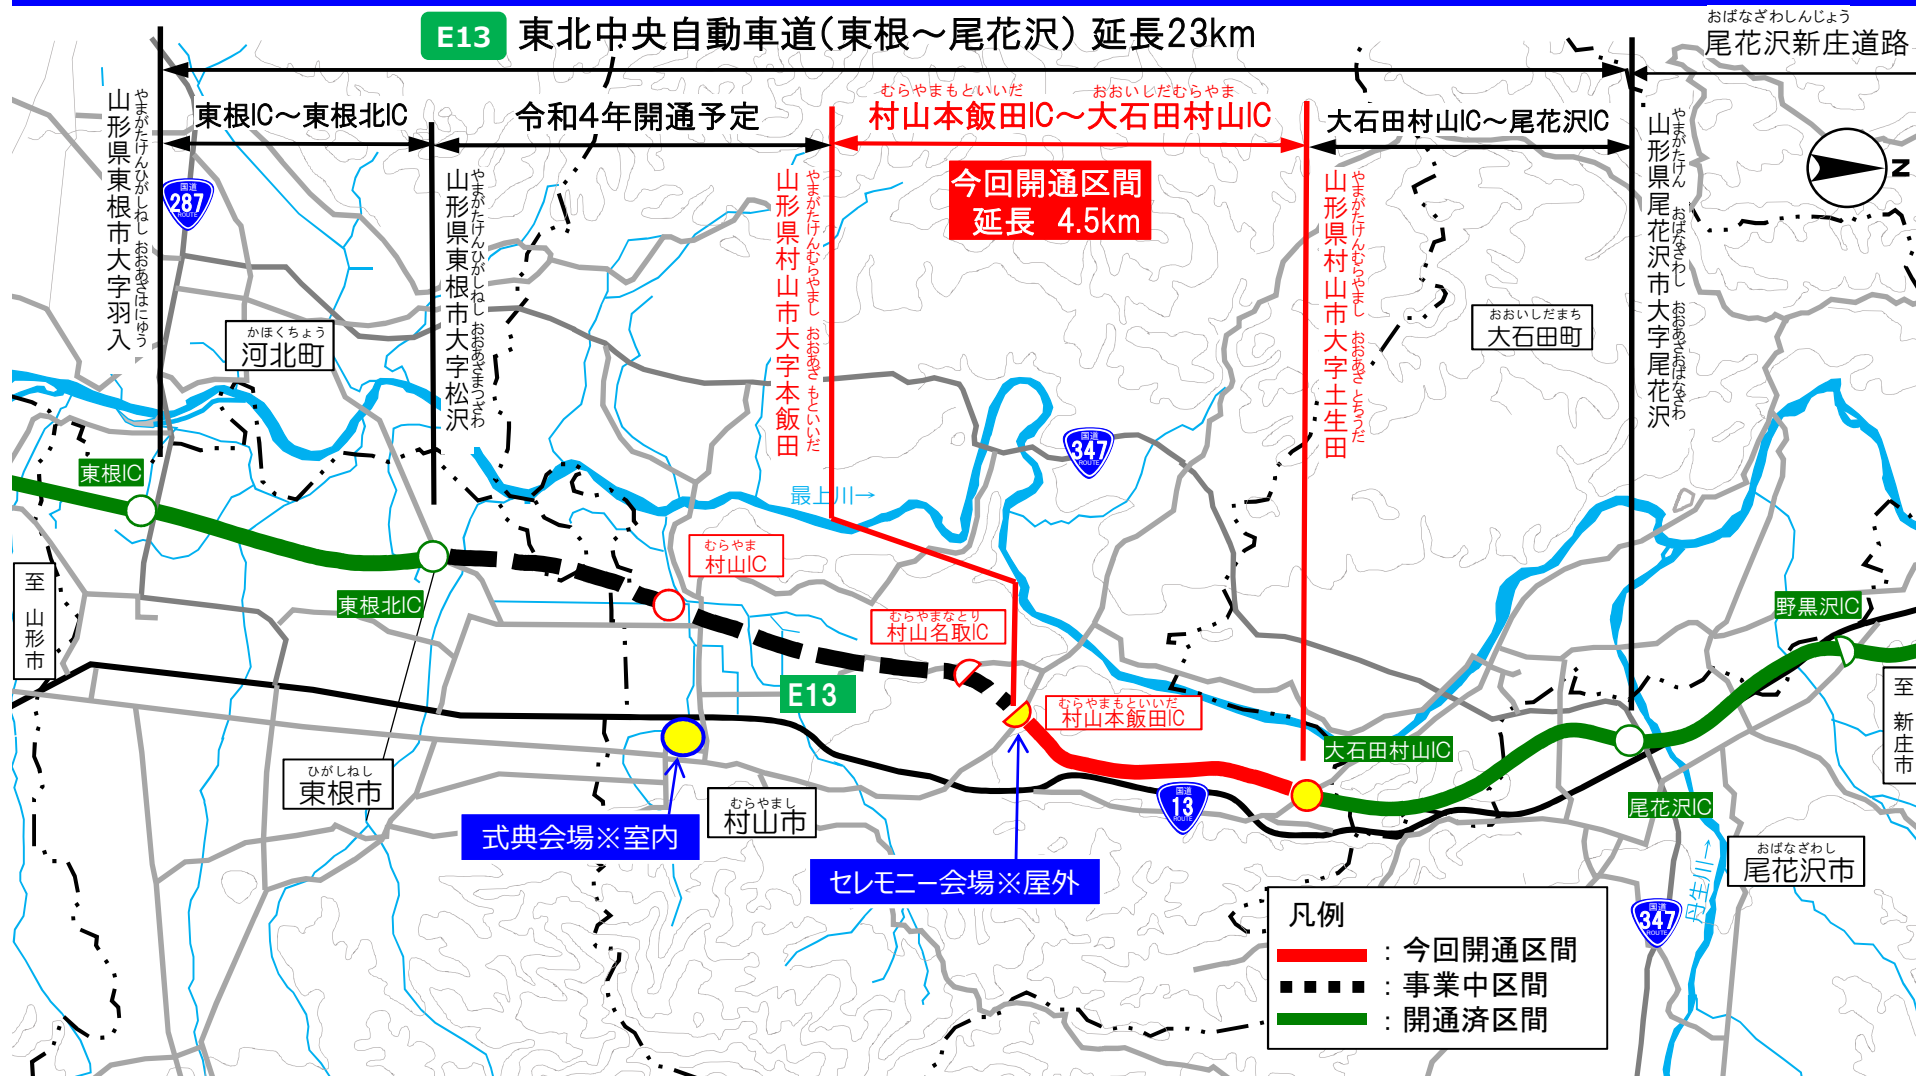 おばなざわしんじょう
尾花沢新庄道路
E13 東北中央自動車道(東根～尾花沢) 延長23km
東根IC～東根北IC
令和4年開通予定
むらやまもといいだ おおいしだむらやま
村山本飯田IC～大石田村山IC
大石田村山IC～尾花沢IC
今回開通区間
延長 4.5km
やまがたけんひがしねし おおあざはにゅう
山形県東根市大字羽入
やまがたけんひがしねし おおあざまつざわ
山形県東根市大字松沢
やまがたけんむらやまし おおあざ もといいだ
山形県村山市大字本飯田
やまがたけんむらやまし おおあざ とちうだ
山形県村山市大字土生田
やまがたけん おばなざわし おおあざおばなざわ
山形県尾花沢市大字尾花沢
N
国道
287
ROUTE
かほくちょう
河北町
おおいしだまち
大石田町
国道
347
ROUTE
東根IC
最上川→
むらやま
村山IC
東根北IC
至 山形市
むらやまなとり
村山名取IC
野黒沢IC
E13
むらやまもといいだ
村山本飯田IC
至 新庄市
大石田村山IC
ひがしねし
東根市
むらやまし
村山市
国道
13
ROUTE
尾花沢IC
式典会場※室内
セレモニー会場※屋外
丹生川→
おばなざわし
尾花沢市
国道
347
ROUTE
凡例
：今回開通区間
：事業中区間
：開通済区間